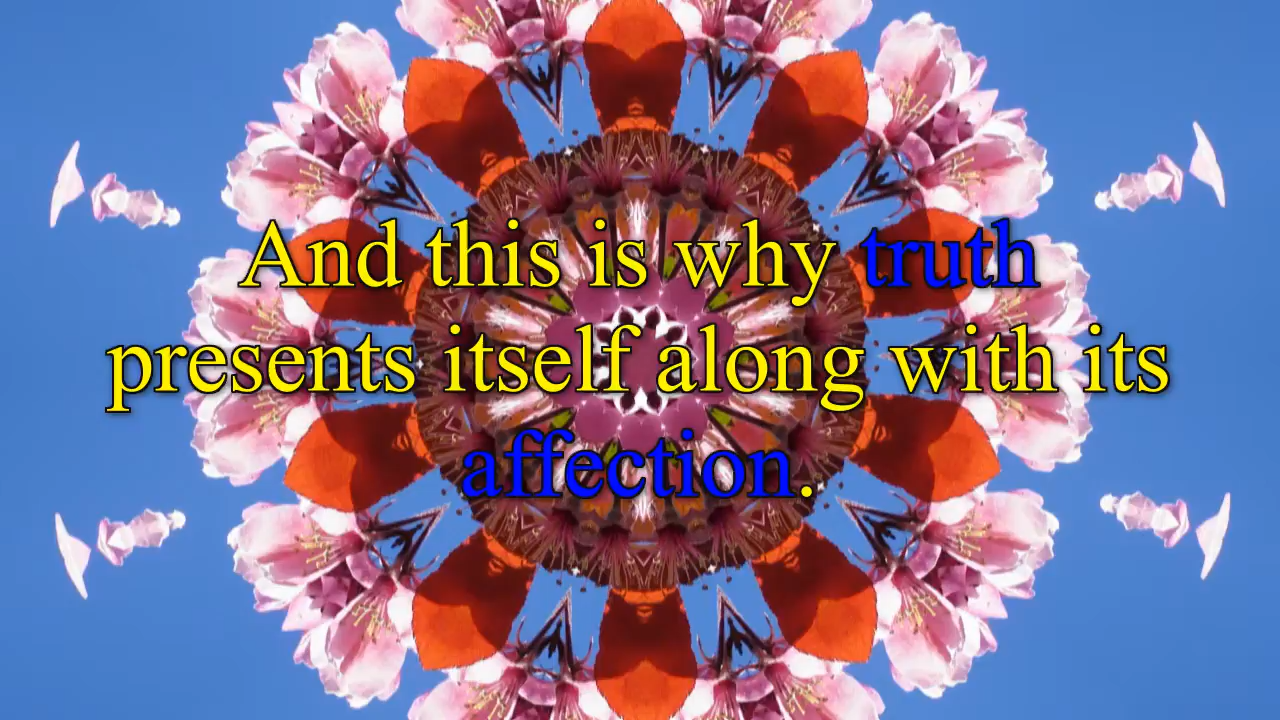 And this is why truth
presents itself along with its
affection.